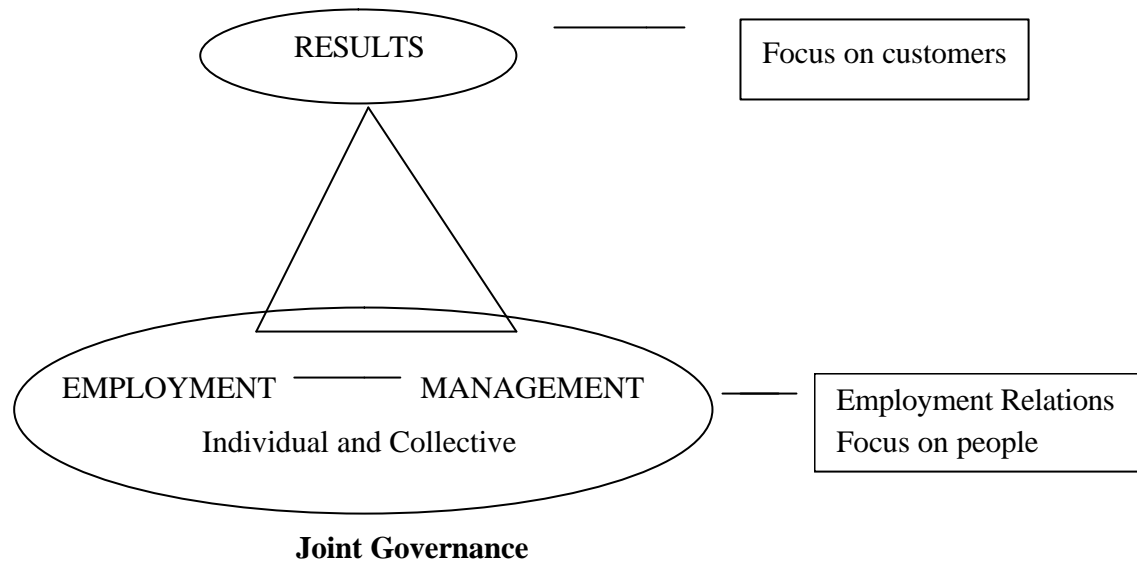 RESULTS
Focus on customers
EMPLOYMENT MANAGEMENT
Individual and Collective
Employment Relations
Focus on people
Joint Governance